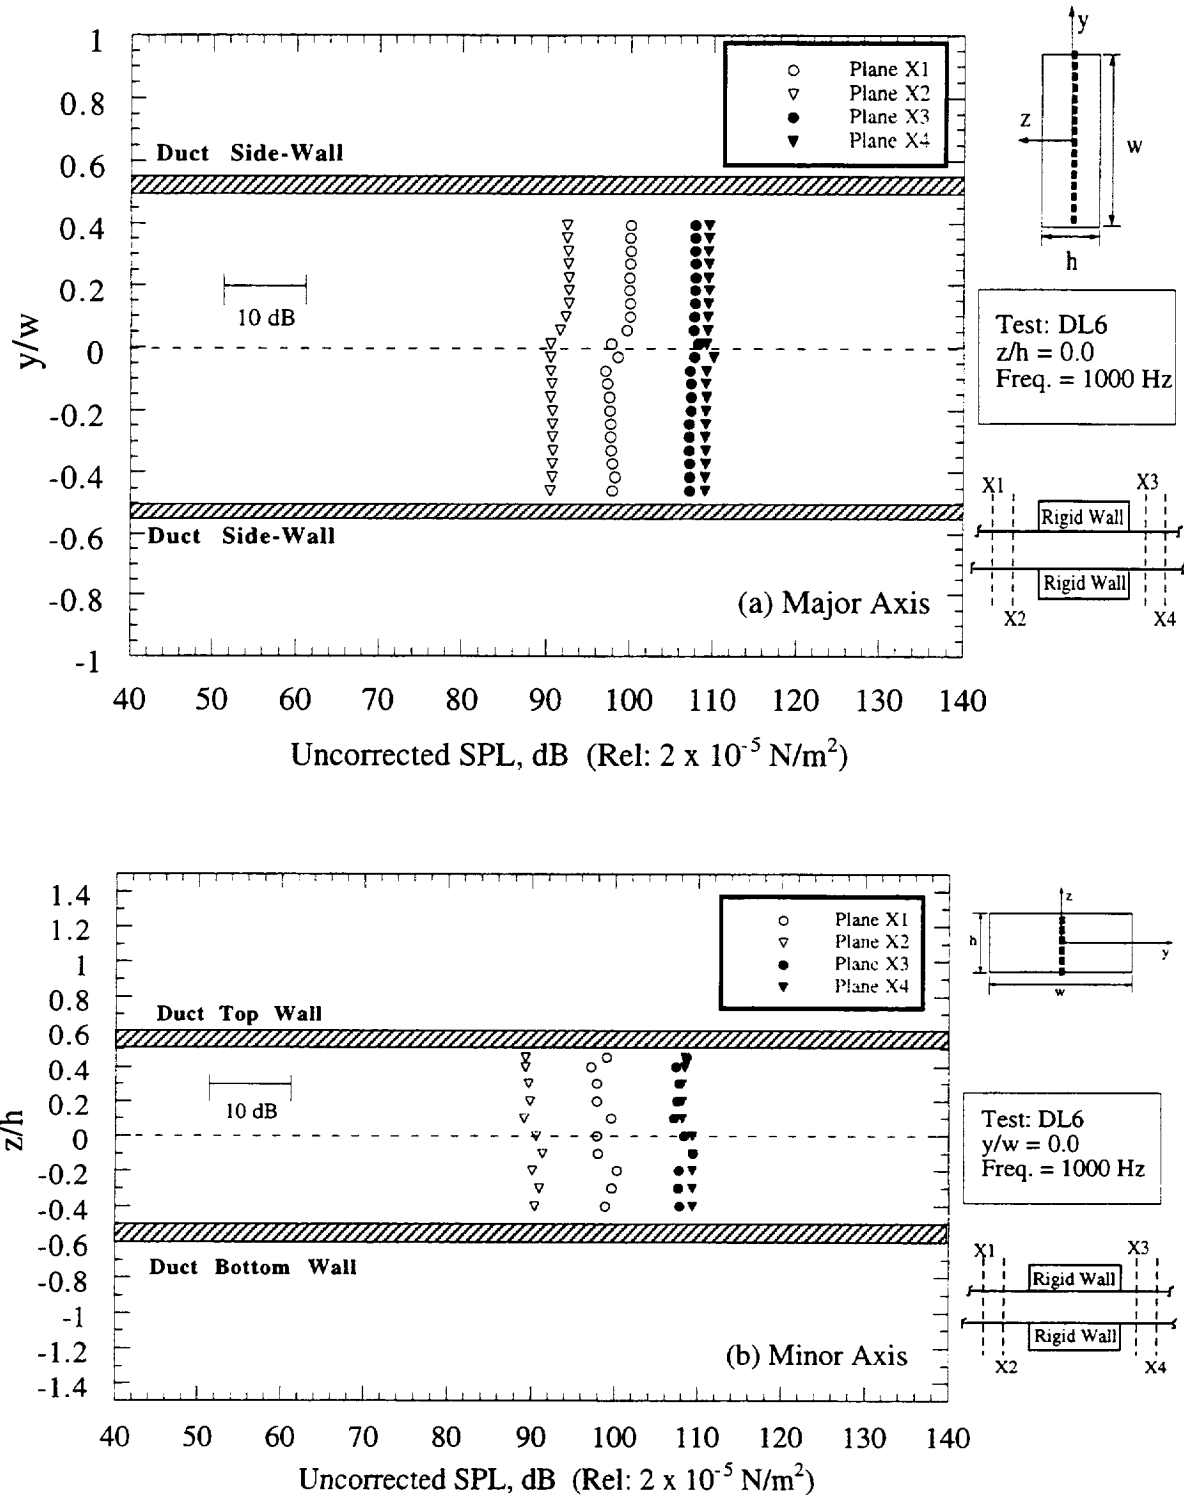 1
0.8
0.6
0.4
0.2
0
-0.2
-0.4
-0.6
-0.8
-1
y/w
Plane X1
Plane X2
Plane X3
Plane X4
Duct Side-Wall
10 dB
Duct Side-Wall
(a) Major Axis
40 50 60 70 80 90 100 110 120 130 140
Uncorrected SPL, dB (Rel: 2 x 10⁻⁵ N/m²)
y
z
w
h
Test: DL6
z/h = 0.0
Freq. = 1000 Hz
X1 X3
Rigid Wall
Rigid Wall
X2 X4
1.4
1.2
1
0.8
0.6
0.4
0.2
0
-0.2
-0.4
-0.6
-0.8
-1
-1.2
-1.4
z/h
Plane X1
Plane X2
Plane X3
Plane X4
Duct Top Wall
10 dB
Duct Bottom Wall
(b) Minor Axis
40 50 60 70 80 90 100 110 120 130 140
Uncorrected SPL, dB (Rel: 2 x 10⁻⁵ N/m²)
z
h
y
w
Test: DL6
y/w = 0.0
Freq. = 1000 Hz
X1 X3
Rigid Wall
Rigid Wall
X2 X4